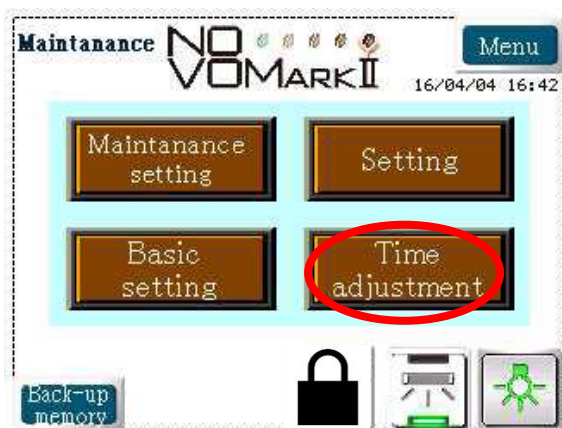 Maintanance
NO
VOMARKII
Menu
16/04/04 16:42
Maintanance
setting
Setting
Basic
setting
Time
adjustment
Back-up
memory